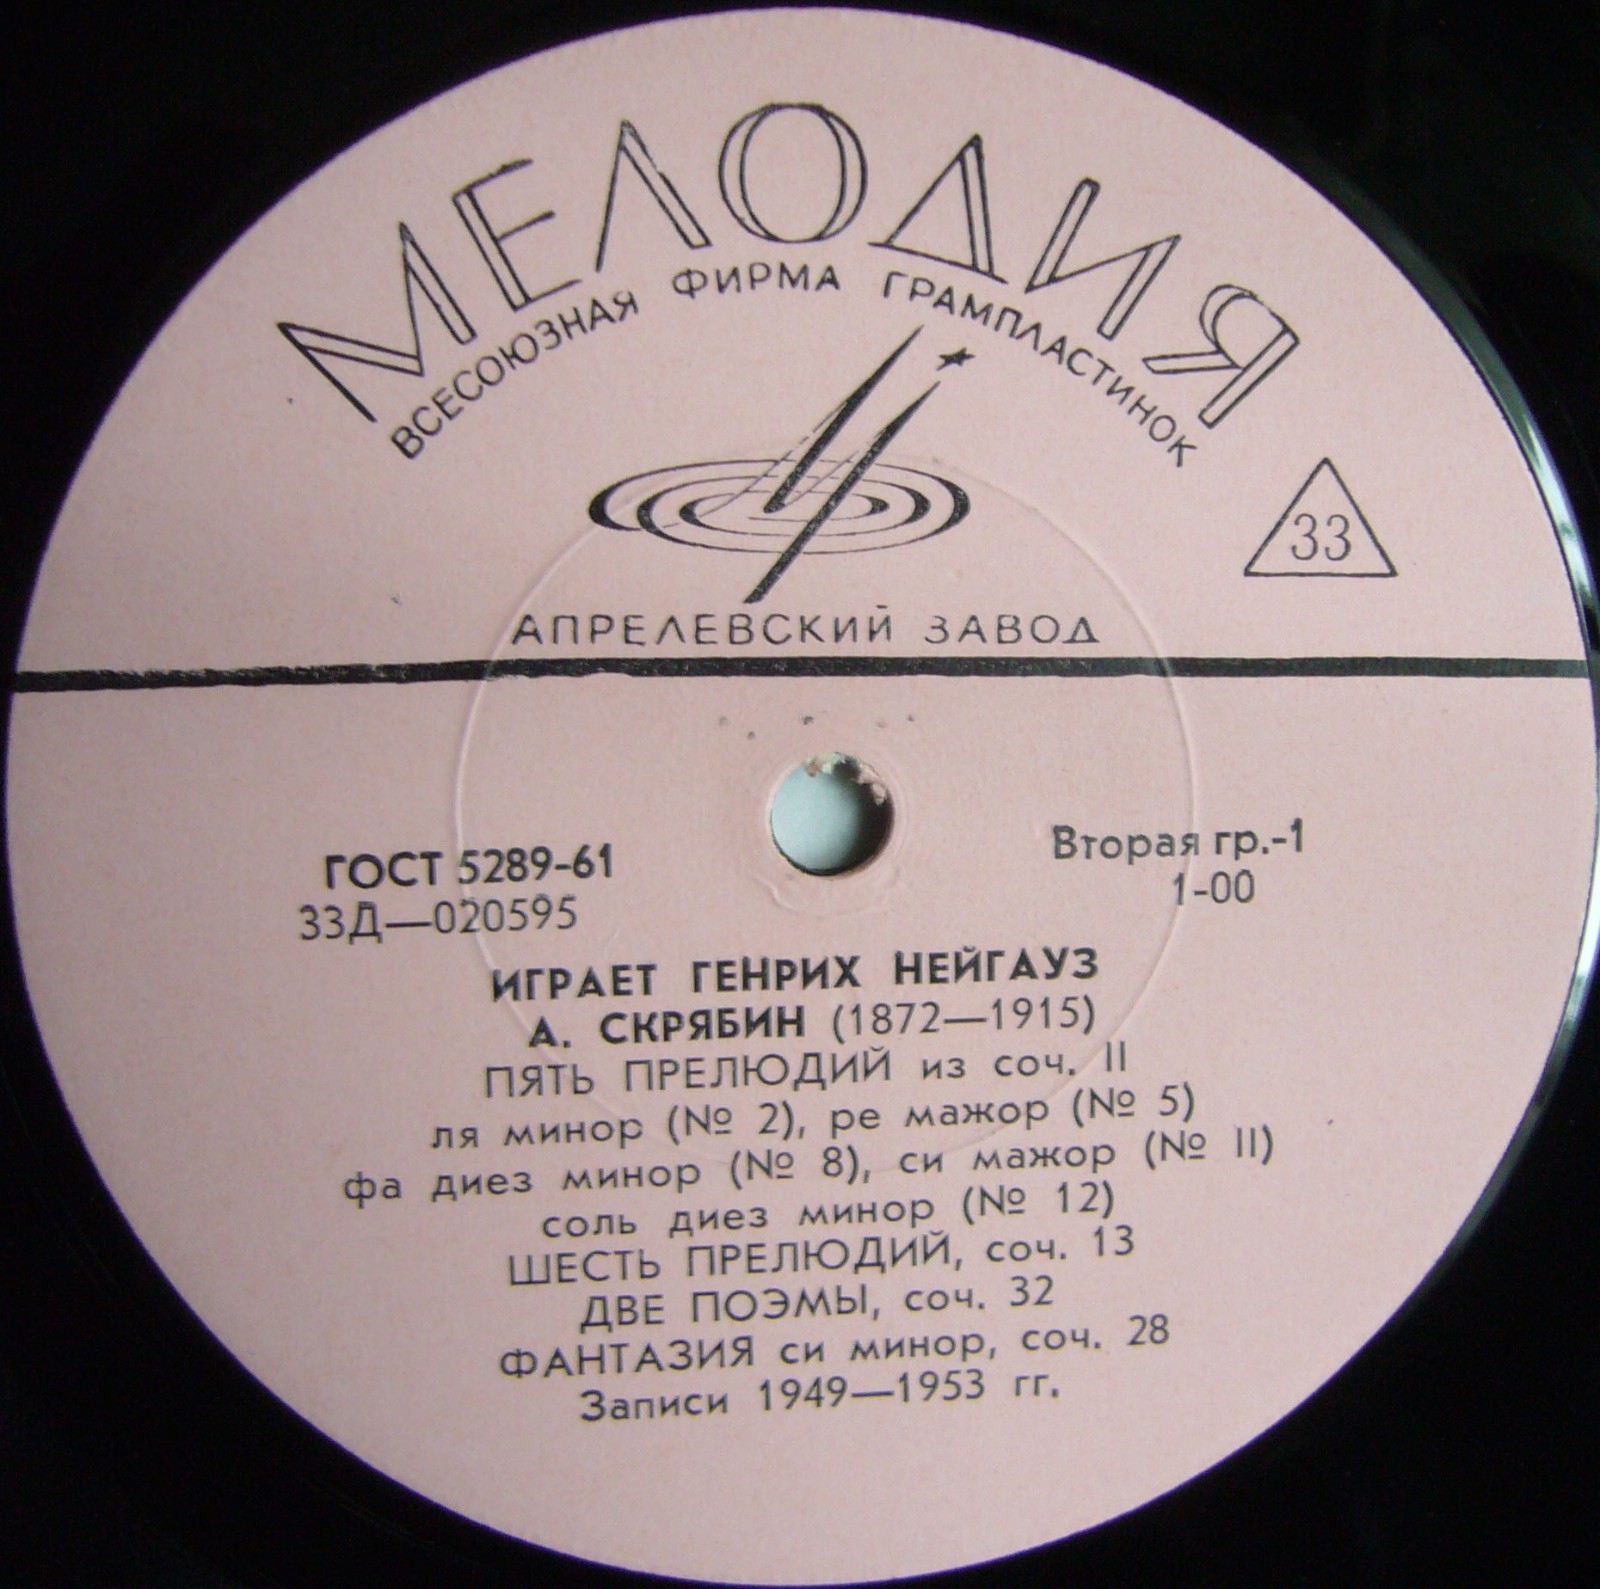 МЕЛОДИЯ
ВСЕСОЮЗНАЯ ФИРМА ГРАМПЛАСТИНОК
33
АПРЕЛЕВСКИЙ ЗАВОД
ГОСТ 5289-61
Вторая гр.-1
33Д—020595
1-00
ИГРАЕТ ГЕНРИХ НЕЙГАУЗ
А. СКРЯБИН (1872—1915)
ПЯТЬ ПРЕЛЮДИЙ из соч. II
ля минор (№ 2), ре мажор (№ 5)
фа диез минор (№ 8), си мажор (№ II)
соль диез минор (№ 12)
ШЕСТЬ ПРЕЛЮДИЙ, соч. 13
ДВЕ ПОЭМЫ, соч. 32
ФАНТАЗИЯ си минор, соч. 28
Записи 1949—1953 гг.